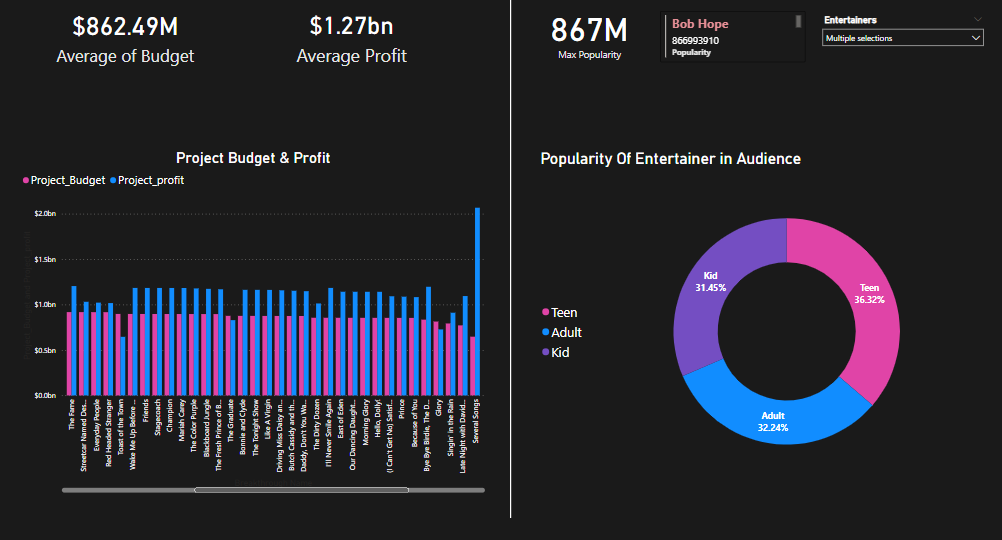 $862.49M
Average of Budget
$1.27bn
Average Profit
867M
Max Popularity
Bob Hope
866993910
Popularity
Entertainers
Multiple selections
Project Budget & Profit
Project_Budget
Project_profit
$2.0bn
$1.5bn
$1.0bn
$0.5bn
$0.0bn
The Fame
Streetcar Named Des...
Everyday People
Red Headed Stranger
Toast of the Town
Wake Me Up Before ...
Friends
Stagecoach
Champion
Mariah Carey
The Color Purple
Blackboard Jungle
The Fresh Prince of B...
The Graduate
Bonnie and Clyde
The Tonight Show
Like A Virgin
Driving Miss Daisy an...
Butch Cassidy and th...
Daddy, Don't You Wa...
The Dirty Dozen
I'll Never Smile Again
East of Eden
Our Dancing Daught...
Morning Glory
Hello, Dolly!
(I Can't Get No) Satisf...
Prince
Because of You
Bye Bye Birdie, The D...
Glory
Singin' in the Rain
Late Night with David...
Several Songs
Popularity Of Entertainer in Audience
Teen
Adult
Kid
Kid
31.45%
Teen
36.32%
Adult
32.24%